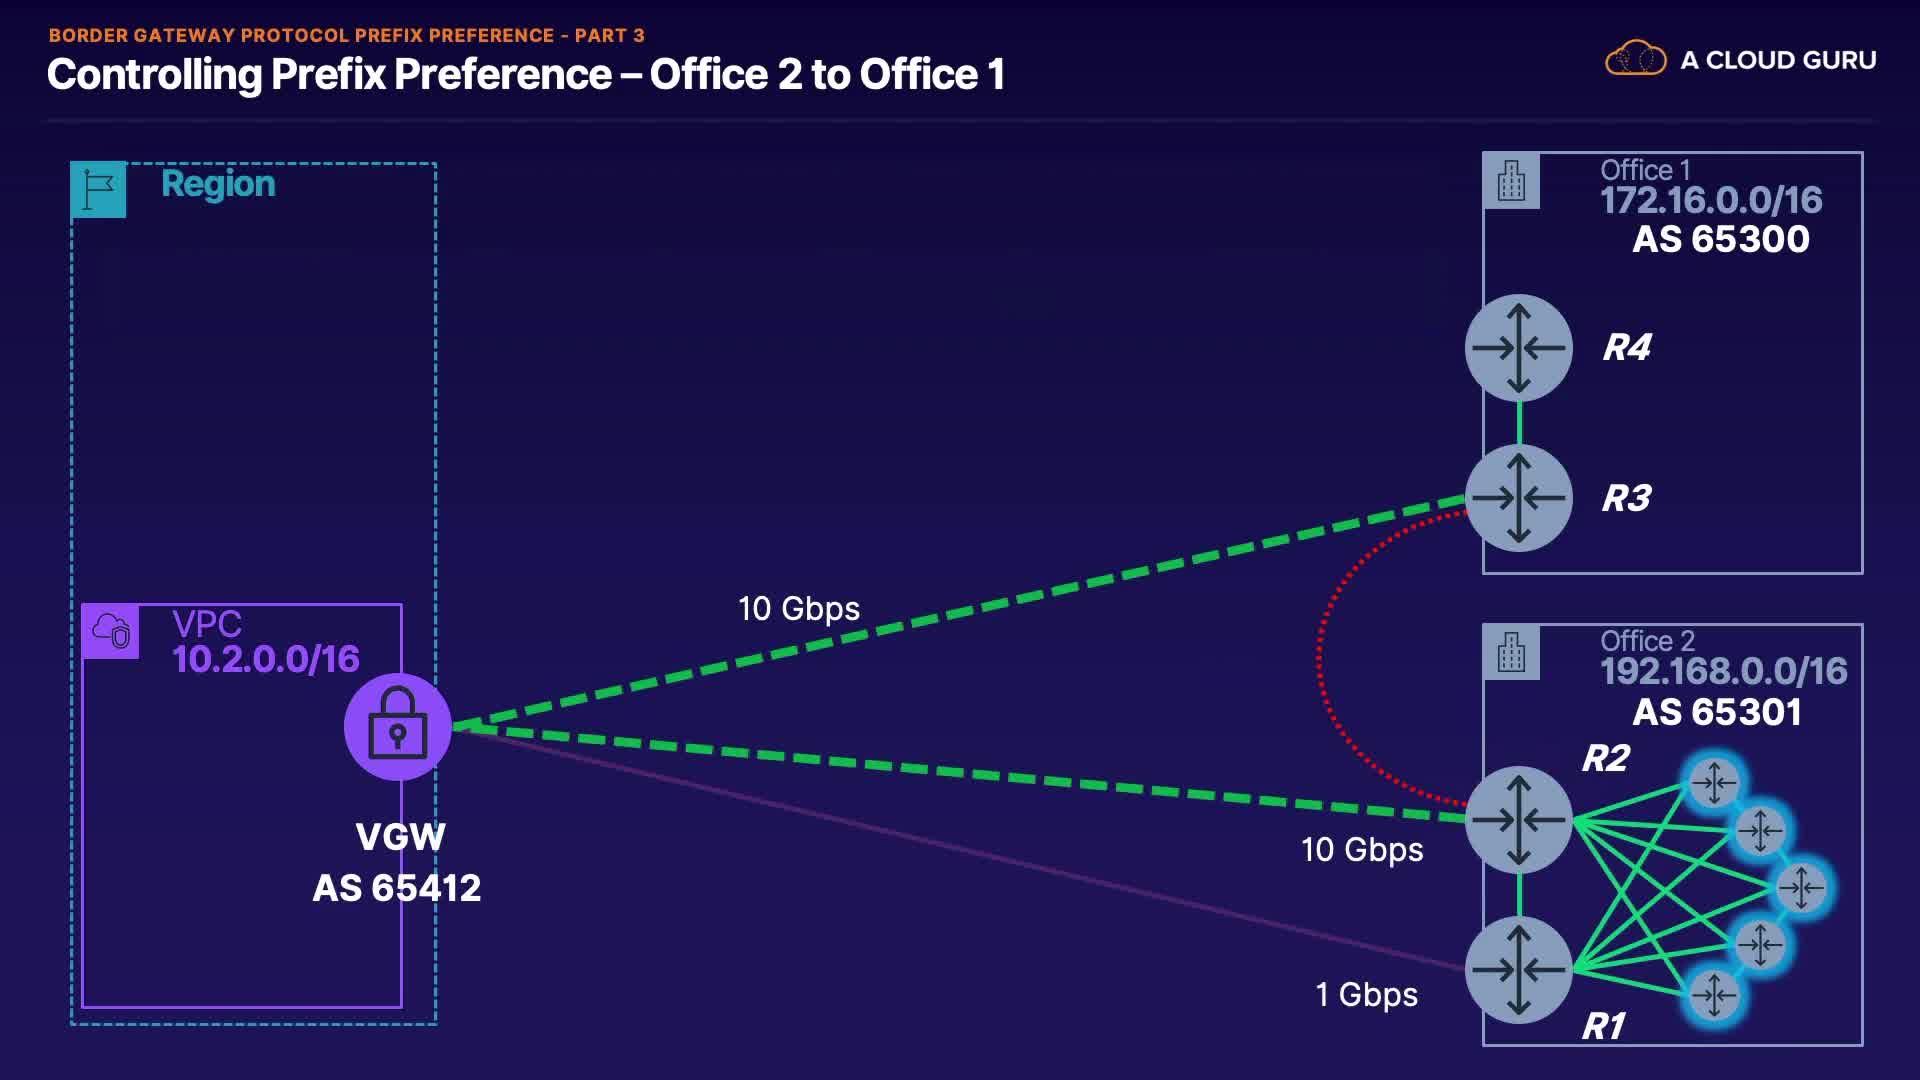 BORDER GATEWAY PROTOCOL PREFIX PREFERENCE - PART 3
Controlling Prefix Preference – Office 2 to Office 1
A CLOUD GURU
Region
Office 1
172.16.0.0/16
AS 65300
R4
R3
10 Gbps
VPC
10.2.0.0/16
Office 2
192.168.0.0/16
AS 65301
R2
VGW
AS 65412
10 Gbps
1 Gbps
R1